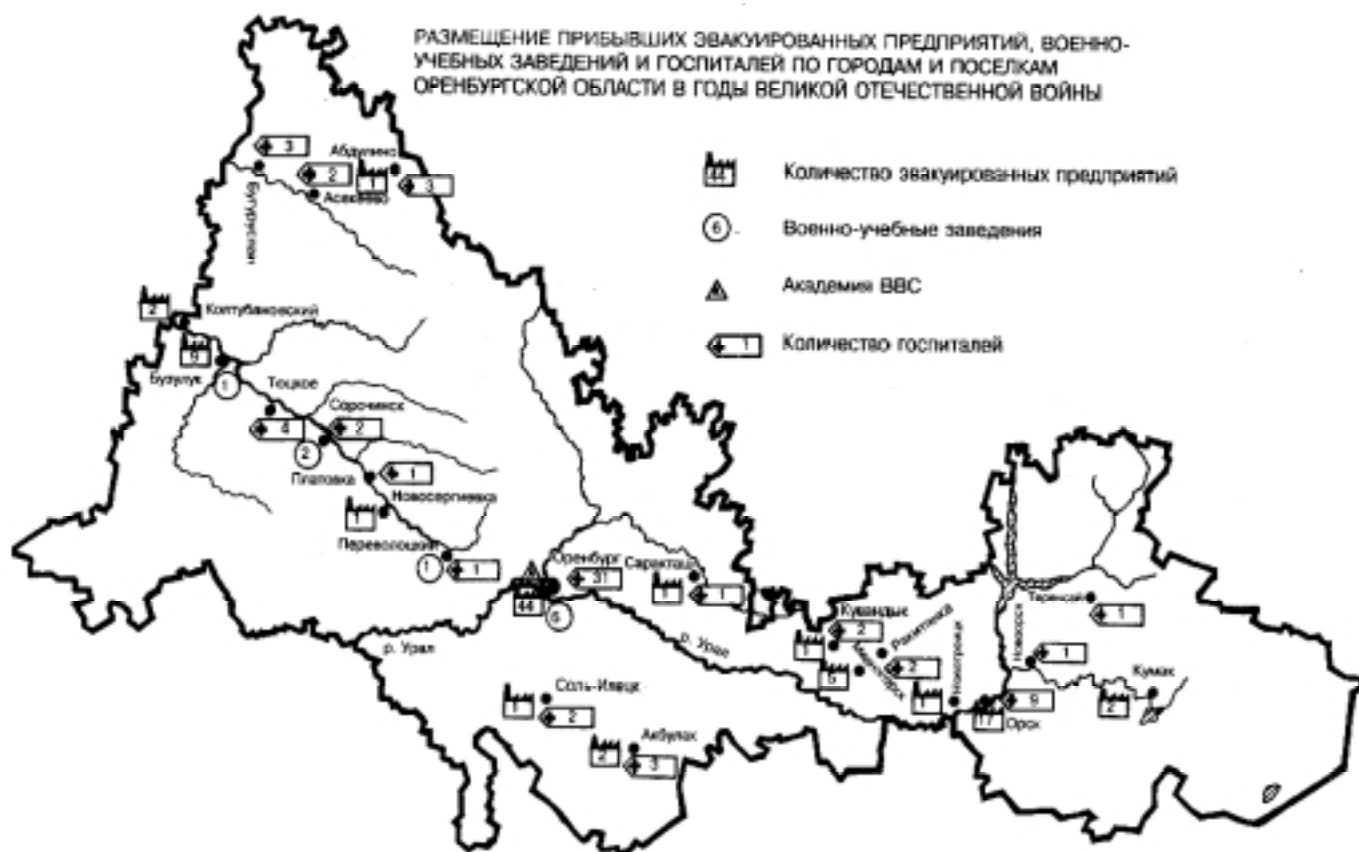 РАЗМЕЩЕНИЕ ПРИБЫВШИХ ЭВАКУИРОВАННЫХ ПРЕДПРИЯТИЙ, ВОЕННО-
УЧЕБНЫХ ЗАВЕДЕНИЙ И ГОСПИТАЛЕЙ ПО ГОРОДАМ И ПОСЕЛКАМ
ОРЕНБУРГСКОЙ ОБЛАСТИ В ГОДЫ ВЕЛИКОЙ ОТЕЧЕСТВЕННОЙ ВОЙНЫ
44 Количество эвакуированных предприятий
6 Военно-учебные заведения
Академия ВВС
1 Количество госпиталей
3
Абдулино
2
1
3
Асекеево
Бугуруслан
2
Колтубановский
9
Бузулук
1
Тоцкое
4
Сорочинск
2
2
Платовка
1
Новосергиевка
1
Переволоцкий
1
1
Оренбург
31
44
6
Саракташ
1
1
р. Урал
р. Урал
Кувандык
2
1
5
Медногорск
Ракитянка
2
Новотроицк
1
Новоорск
1
Теренсай
1
Кумак
2
9
17
Орск
Соль-Илецк
1
2
Акбулак
2
3